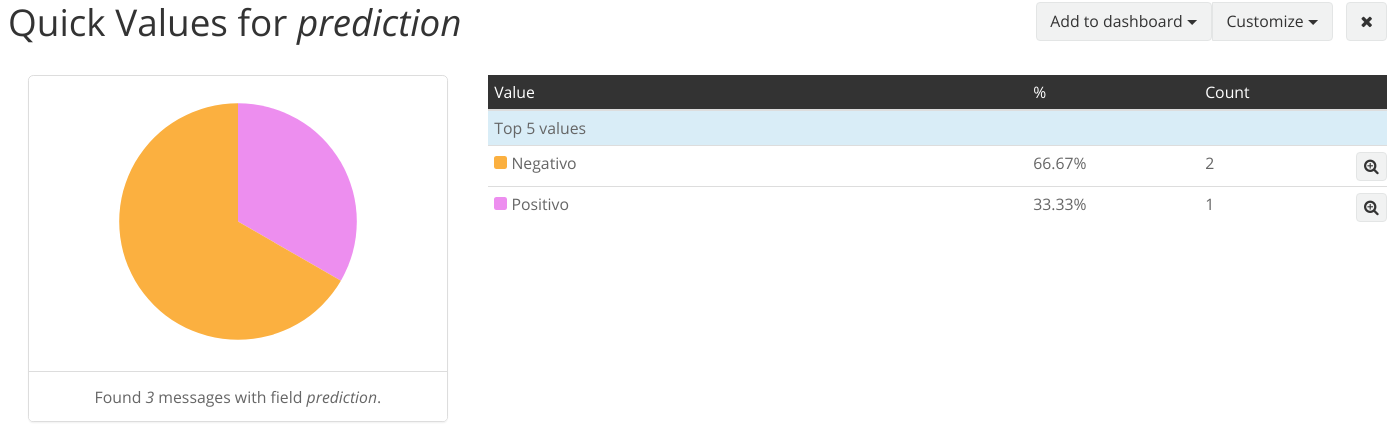 Quick Values for prediction
Add to dashboard
Customize
Value % Count
Top 5 values
Negativo 66.67% 2
Positivo 33.33% 1
Found 3 messages with field prediction.